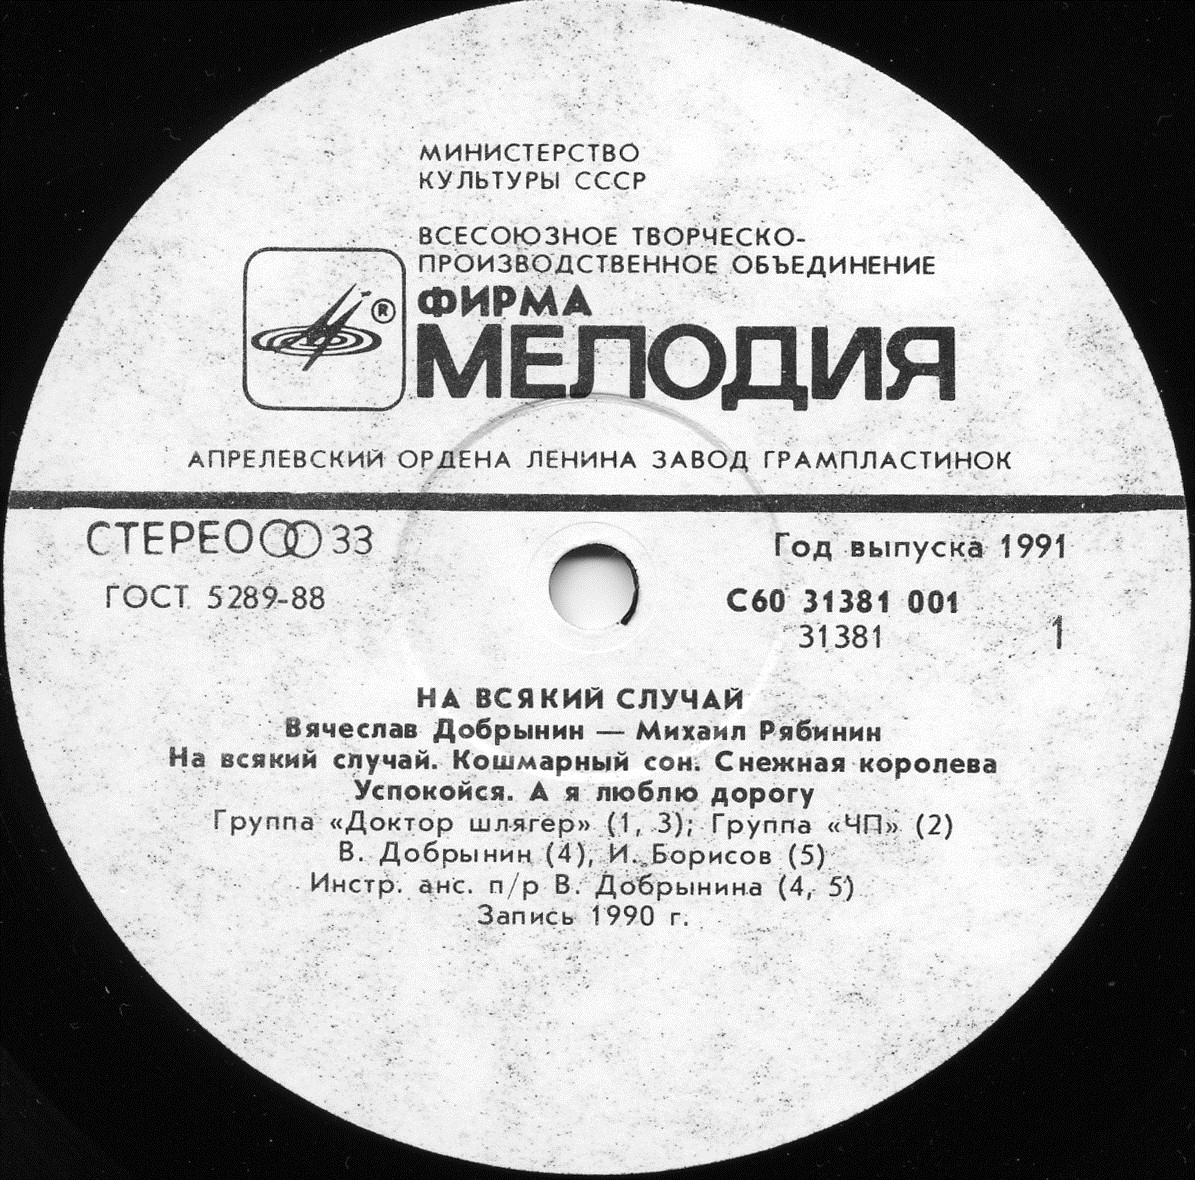 МИНИСТЕРСТВО
КУЛЬТУРЫ СССР
ВСЕСОЮЗНОЕ ТВОРЧЕСКО-
ПРОИЗВОДСТВЕННОЕ ОБЪЕДИНЕНИЕ
ФИРМА
®
МЕЛОДИЯ
АПРЕЛЕВСКИЙ ОРДЕНА ЛЕНИНА ЗАВОД ГРАМПЛАСТИНОК
СТЕРЕО 33
Год выпуска 1991
ГОСТ 5289-88
С60 31381 001
31381
1
НА ВСЯКИЙ СЛУЧАЙ
Вячеслав Добрынин — Михаил Рябинин
На всякий случай. Кошмарный сон. Снежная королева
Успокойся. А я люблю дорогу
Группа «Доктор шлягер» (1, 3); Группа «ЧП» (2)
В. Добрынин (4), И. Борисов (5)
Инстр. анс. п/р В. Добрынина (4, 5)
Запись 1990 г.